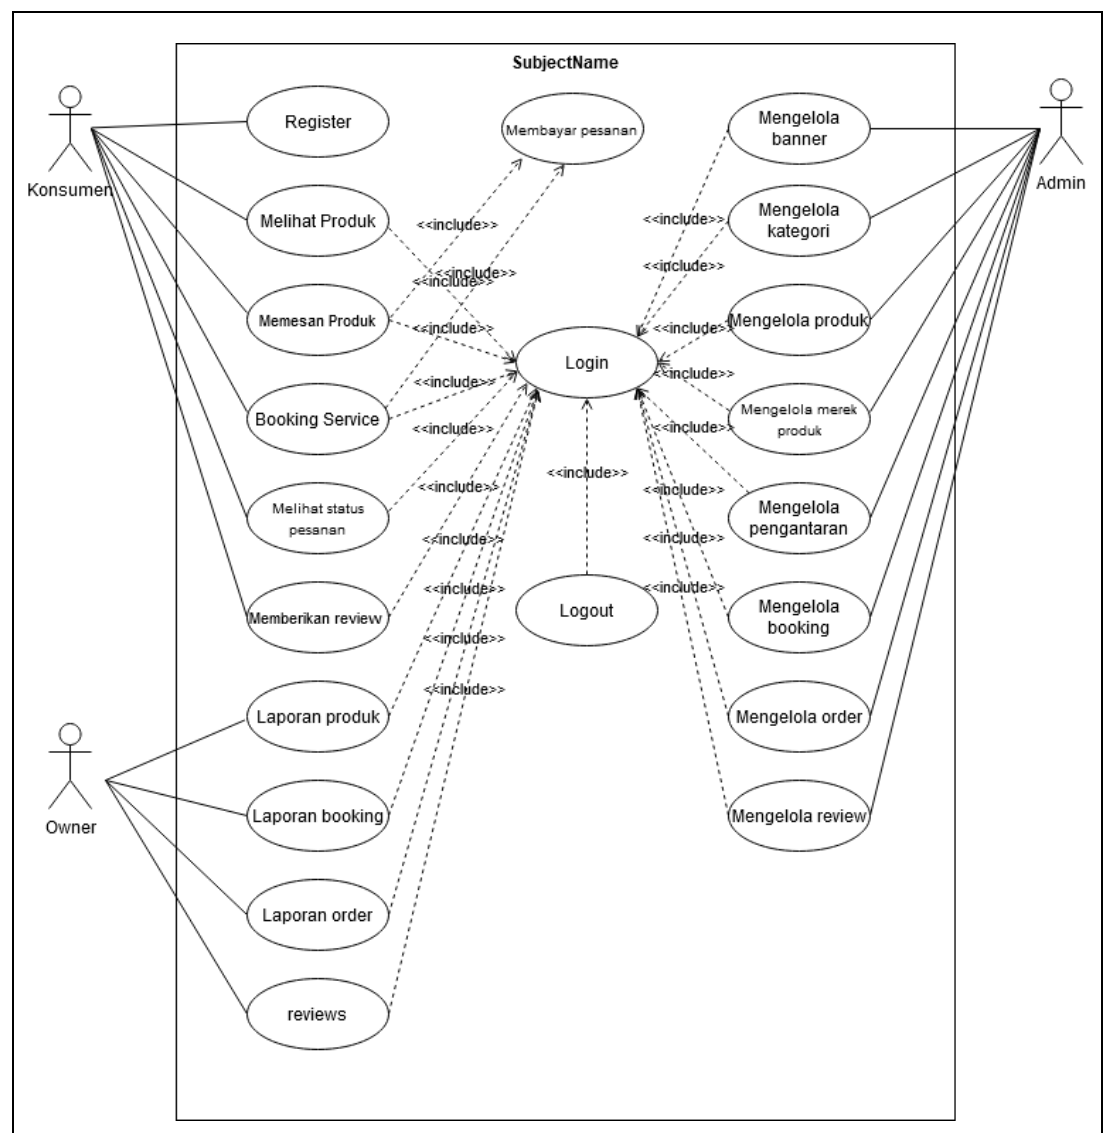 SubjectName
Register
Membayar pesanan
Mengelola
banner
Konsumen
Admin
Melihat Produk
<<include>>
<<include>>
Mengelola
kategori
<<include>>
<<include>>
<<include>>
Memesan Produk
<<include>>
<<include>>
Mengelola produk
Login
<<include>>
<<include>>
Booking Service
<<include>>
<<include>>
Mengelola merek
produk
<<include>>
<<include>>
<<include>>
Melihat status
pesanan
Mengelola
pengantaran
<<include>>
<<include>>
<<include>>
<<include>>
Memberikan review
Logout
Mengelola
booking
<<include>>
<<include>>
Laporan produk
Mengelola order
Owner
Laporan booking
Mengelola review
Laporan order
reviews